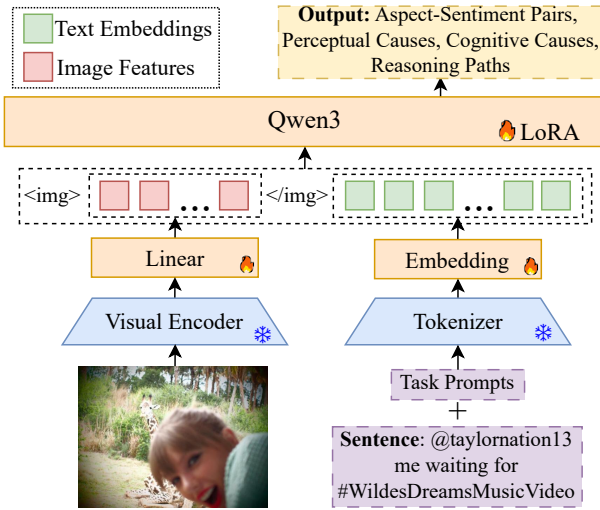 Text Embeddings
Image Features
Output: Aspect-Sentiment Pairs,
Perceptual Causes, Cognitive Causes,
Reasoning Paths
Qwen3
LoRA
<img> ... </img> ...
Linear
Embedding
Visual Encoder
Tokenizer
Task Prompts
+
Sentence: @taylornation13
me waiting for
#WildesDreamsMusicVideo